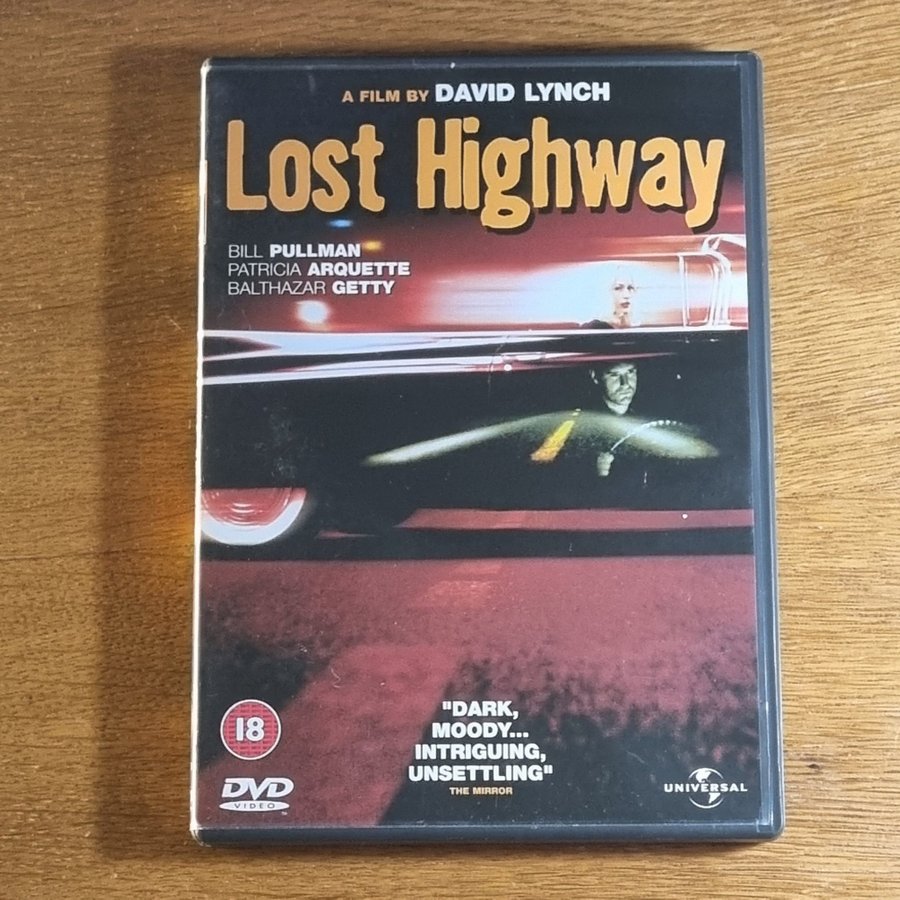 A FILM BY DAVID LYNCH
Lost Highway
BILL PULLMAN
PATRICIA ARQUETTE
BALTHAZAR GETTY
"DARK,
MOODY...
INTRIGUING,
UNSETTLING"
THE MIRROR
18
DVD
VIDEO
UNIVERSAL